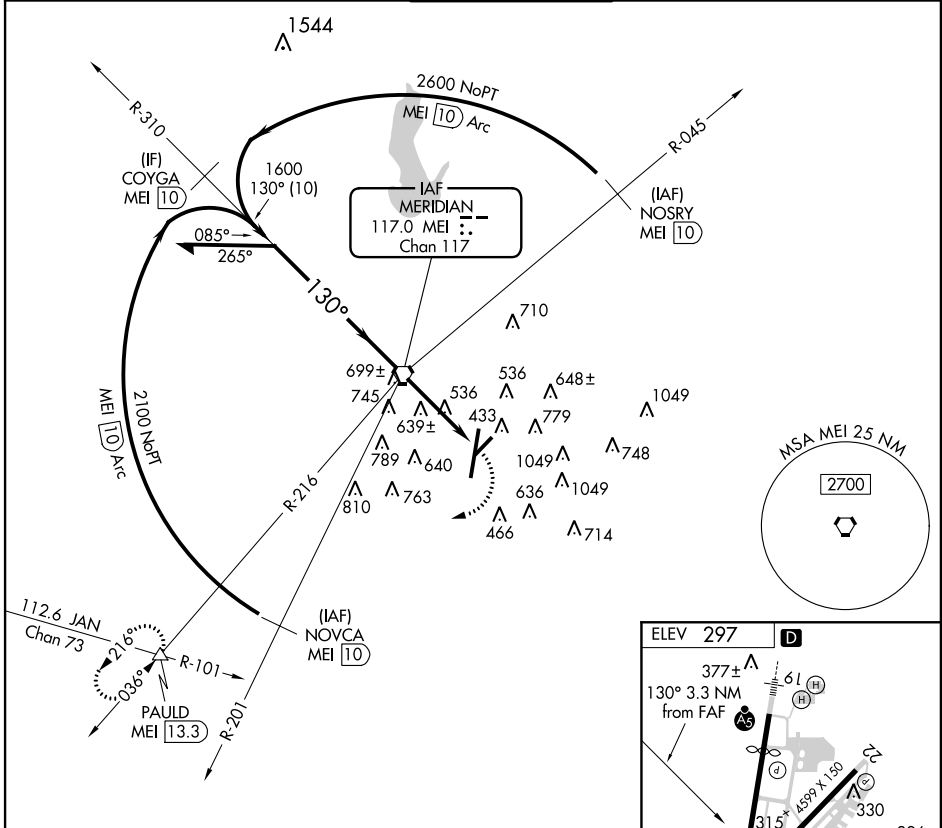 1544
2600 NoPT
MEI 10 Arc
R-310
R-045
(IF)
COYGA
MEI 10
1600
130° (10)
IAF
MERIDIAN
117.0 MEI
Chan 117
(IAF)
NOSRY
MEI 10
085°
265°
130°
710
699±
536
648±
1049
745
536
433
779
639±
2100 NoPT
MEI 10 Arc
789
640
1049
748
MSA MEI 25 NM
2700
R-216
810
763
1049
636
466
714
(IAF)
NOVCA
MEI 10
112.6 JAN
Chan 73
216°
R-101
036°
PAULD
MEI 13.3
R-201
ELEV 297
D
377±
19
H
H
130° 3.3 NM
from FAF
A5
P
22
4599 X 150
P
330
315